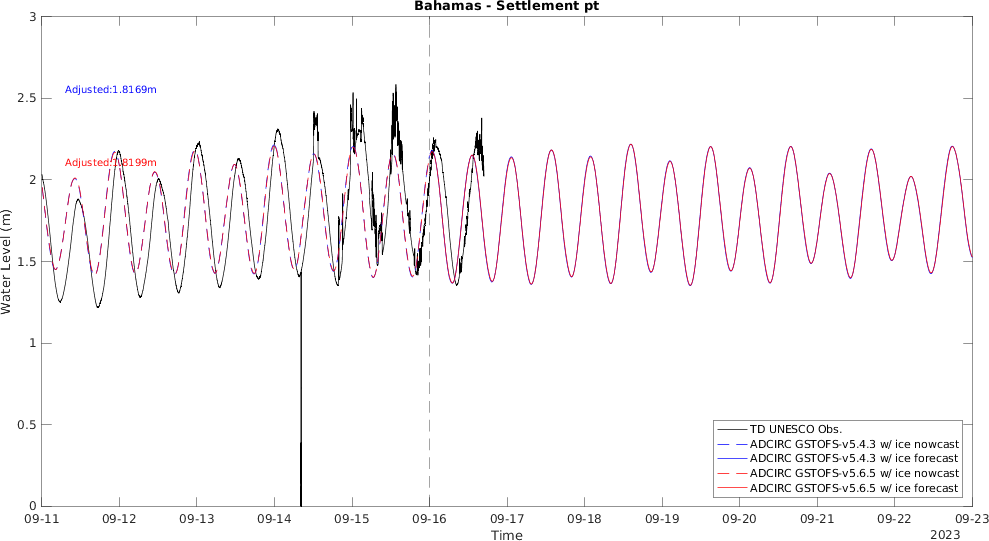 Bahamas - Settlement pt
3
2.5
2
1.5
1
0.5
0
Water Level (m)
Adjusted:1.8169m
Adjusted:1.8199m
TD UNESCO Obs.
ADCIRC GSTOFS-v5.4.3 w/ ice nowcast
ADCIRC GSTOFS-v5.4.3 w/ ice forecast
ADCIRC GSTOFS-v5.6.5 w/ ice nowcast
ADCIRC GSTOFS-v5.6.5 w/ ice forecast
09-11 09-12 09-13 09-14 09-15 09-16 09-17 09-18 09-19 09-20 09-21 09-22 09-23
Time
2023